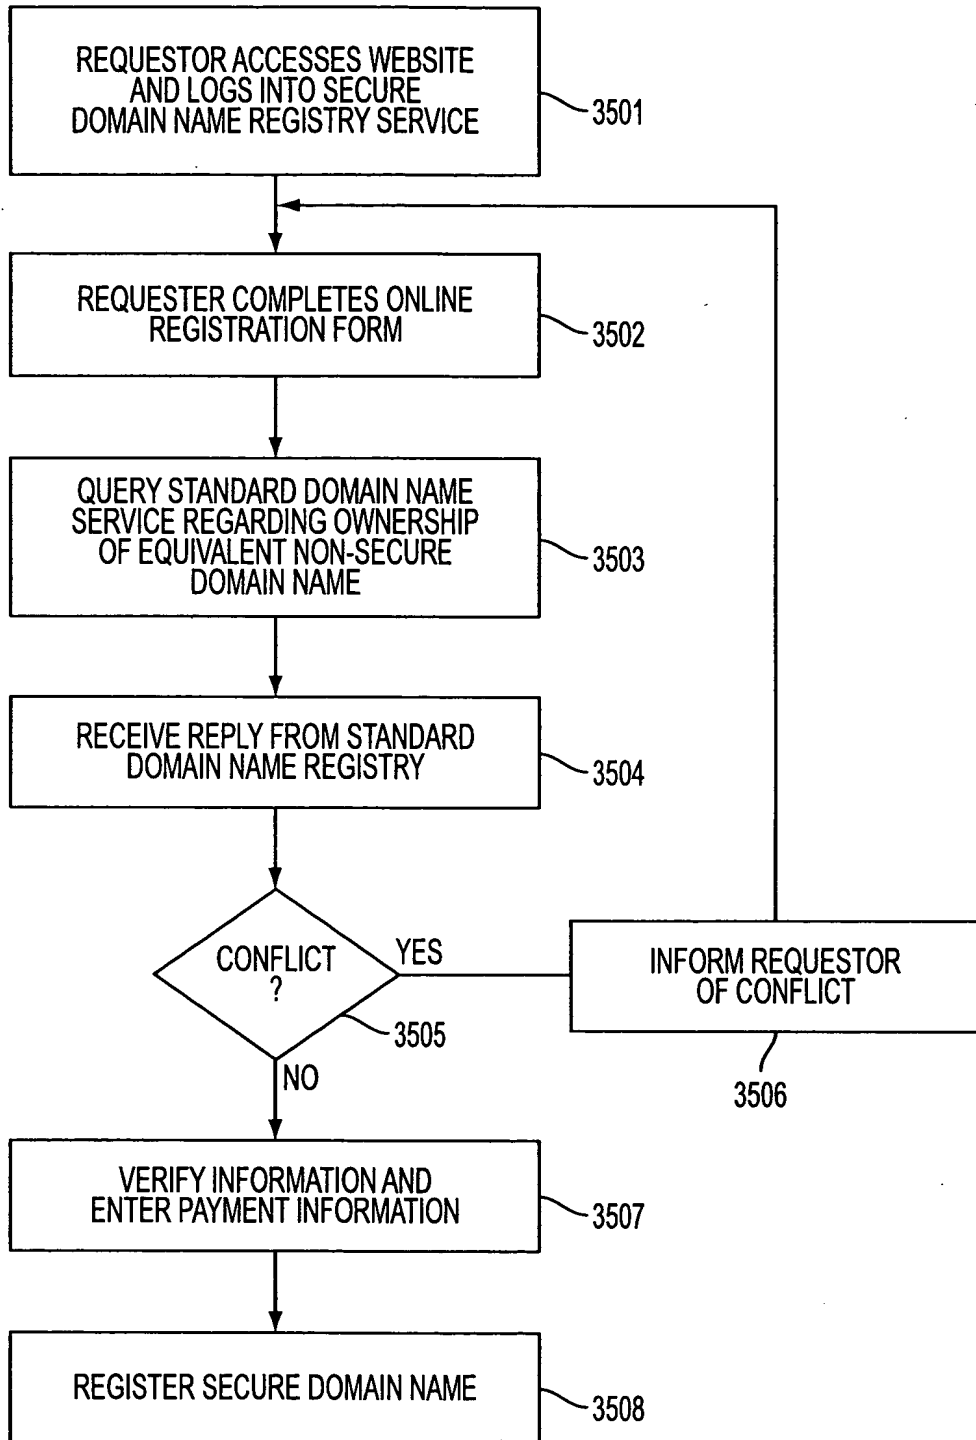 REQUESTOR ACCESSES WEBSITE
AND LOGS INTO SECURE
DOMAIN NAME REGISTRY SERVICE
3501
REQUESTER COMPLETES ONLINE
REGISTRATION FORM
3502
QUERY STANDARD DOMAIN NAME
SERVICE REGARDING OWNERSHIP
OF EQUIVALENT NON-SECURE
DOMAIN NAME
3503
RECEIVE REPLY FROM STANDARD
DOMAIN NAME REGISTRY
3504
CONFLICT
?
YES
3505
NO
INFORM REQUESTOR
OF CONFLICT
3506
VERIFY INFORMATION AND
ENTER PAYMENT INFORMATION
3507
REGISTER SECURE DOMAIN NAME
3508